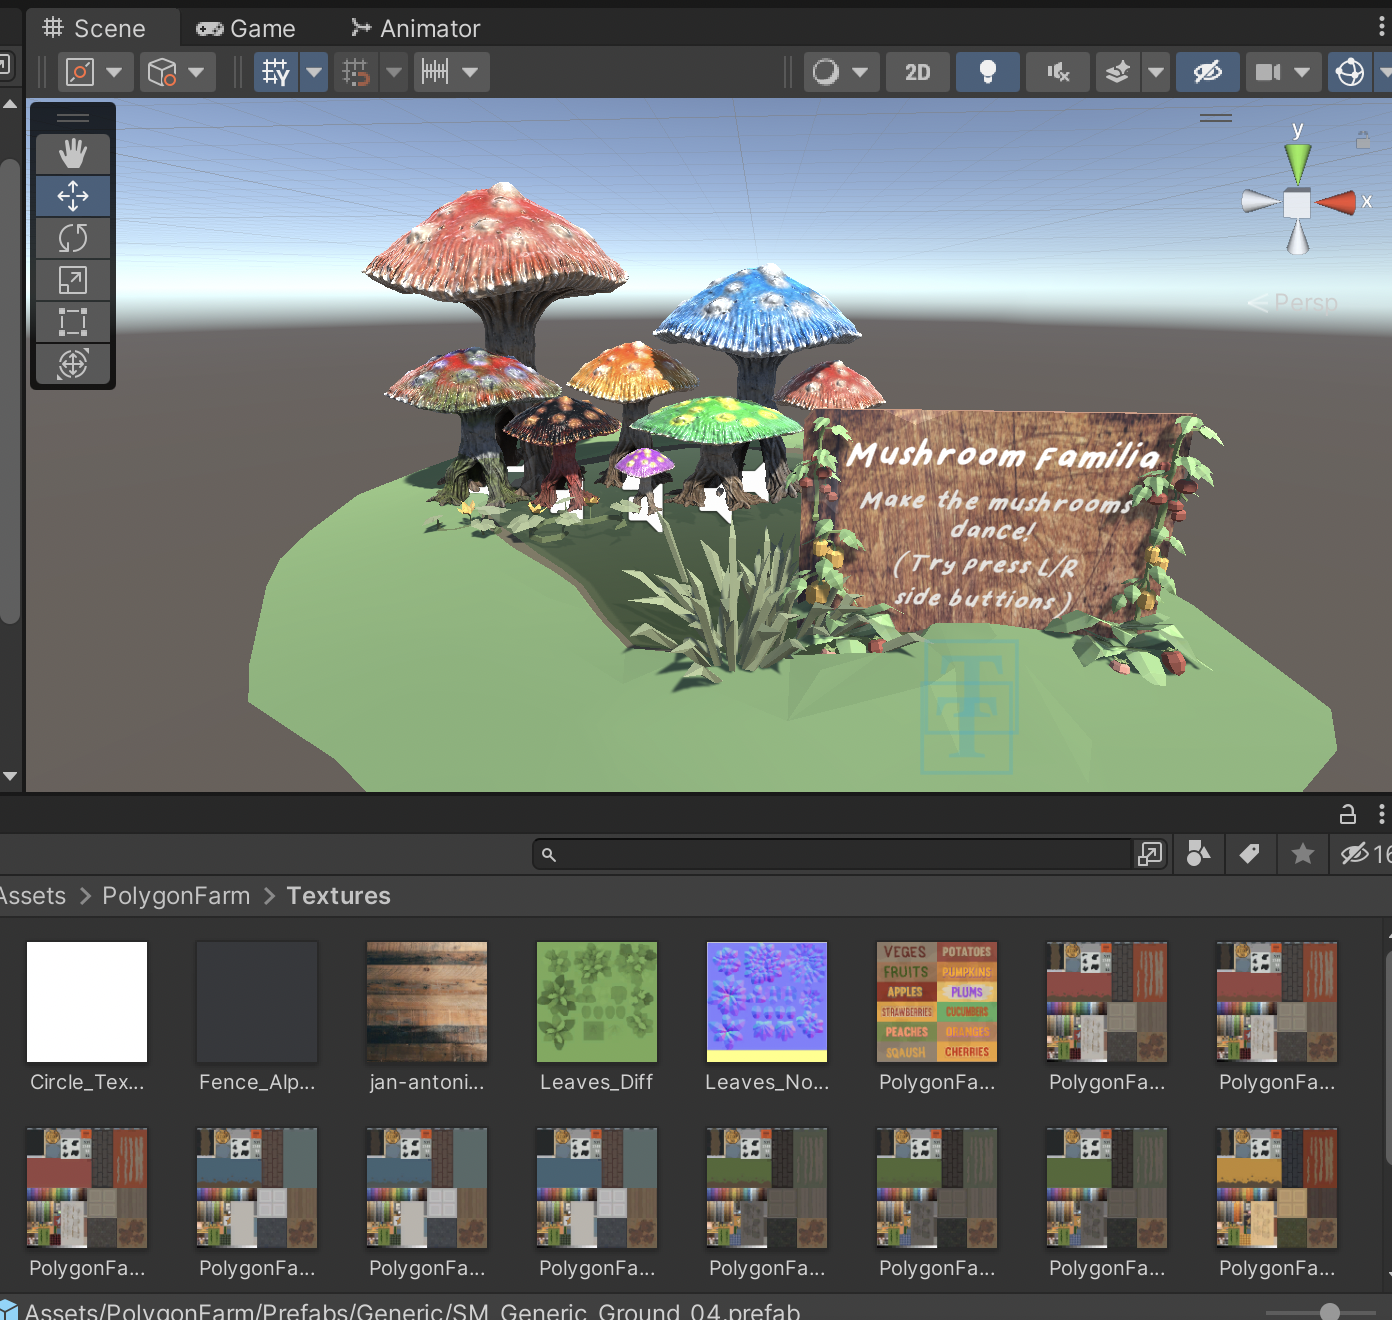 Scene
Game
Animator
2D
y
x
Persp
Mushroom Familia
Make the mushrooms
dance!
(Try press L/R
side buttions)
T
T
16
Assets > PolygonFarm > Textures
VEGES POTATOES
FRUITS PUMPKINS
APPLES PLUMS
STRAWBERRIES CUCUMBERS
PEACHES ORANGES
SQAUSH CHERRIES
Circle_Tex...
Fence_Alp...
jan-antoni...
Leaves_Diff
Leaves_No...
PolygonFa...
PolygonFa...
PolygonFa...
PolygonFa...
PolygonFa...
PolygonFa...
PolygonFa...
PolygonFa...
PolygonFa...
PolygonFa...
PolygonFa...
Assets/PolygonFarm/Prefabs/Generic/SM_Generic_Ground_04.prefab